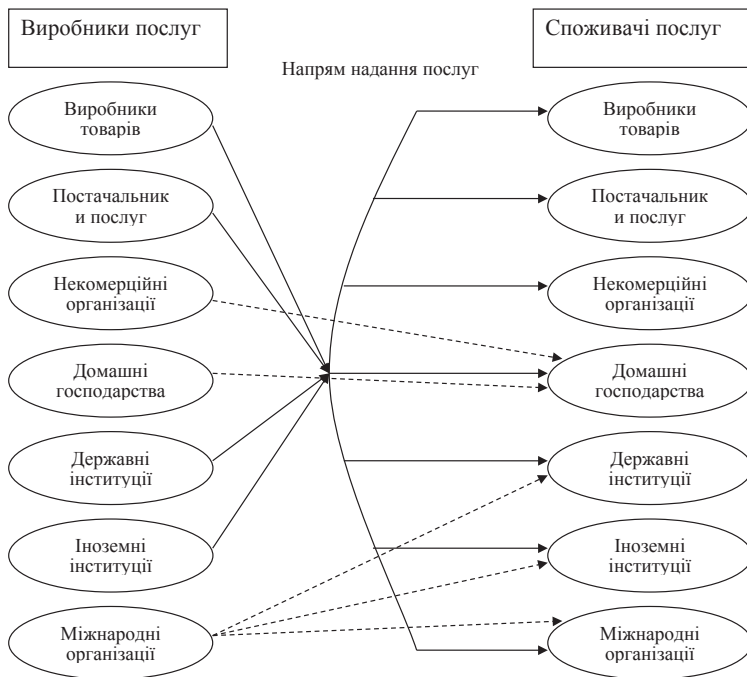 Виробники послуг
Споживачі послуг
Напрям надання послуг
Виробники
товарів
Виробники
товарів
Постачальник
и послуг
Постачальник
и послуг
Некомерційні
організації
Некомерційні
організації
Домашні
господарства
Домашні
господарства
Державні
інституції
Державні
інституції
Іноземні
інституції
Іноземні
інституції
Міжнародні
організації
Міжнародні
організації